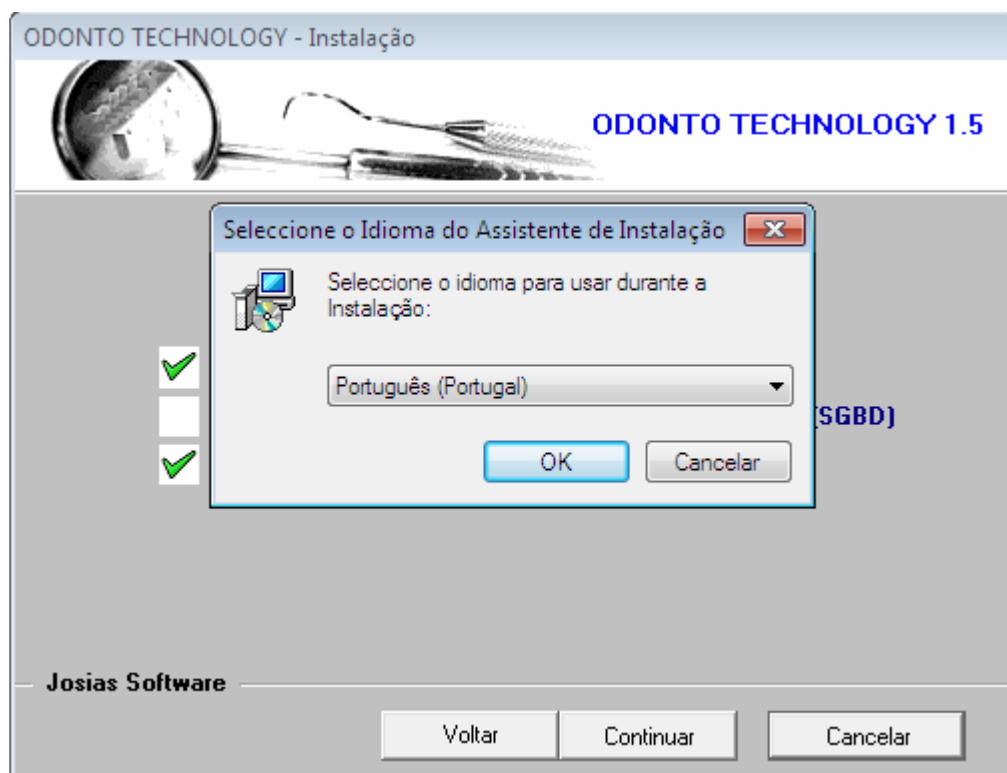 ODONTO TECHNOLOGY - Instalação
ODONTO TECHNOLOGY 1.5
Seleccione o Idioma do Assistente de Instalação
Seleccione o idioma para usar durante a
Instalação:
Português (Portugal)
(SGBD)
OK
Cancelar
Josias Software
Voltar
Continuar
Cancelar